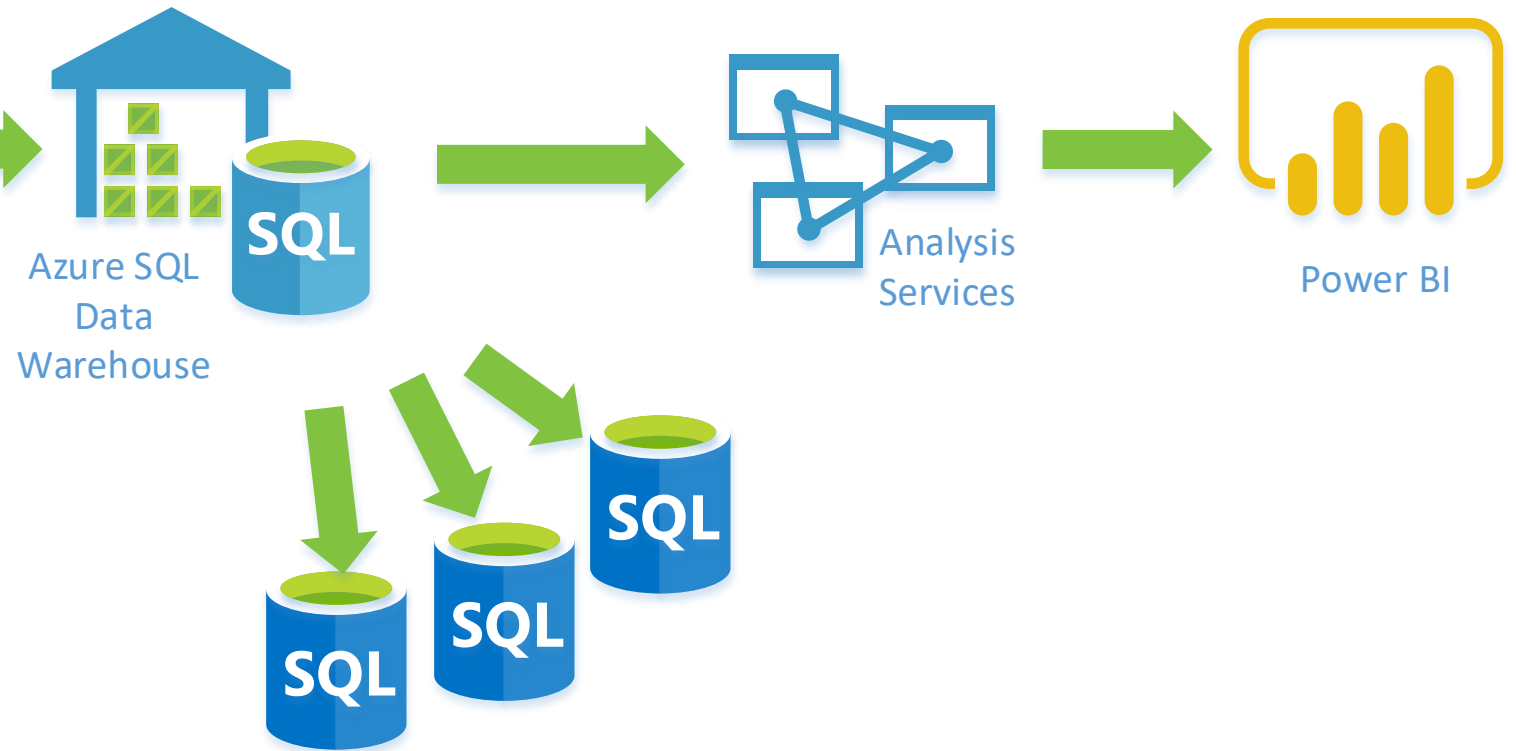 SQL
Azure SQL
Data
Warehouse
Analysis
Services
Power BI
SQL
SQL
SQL